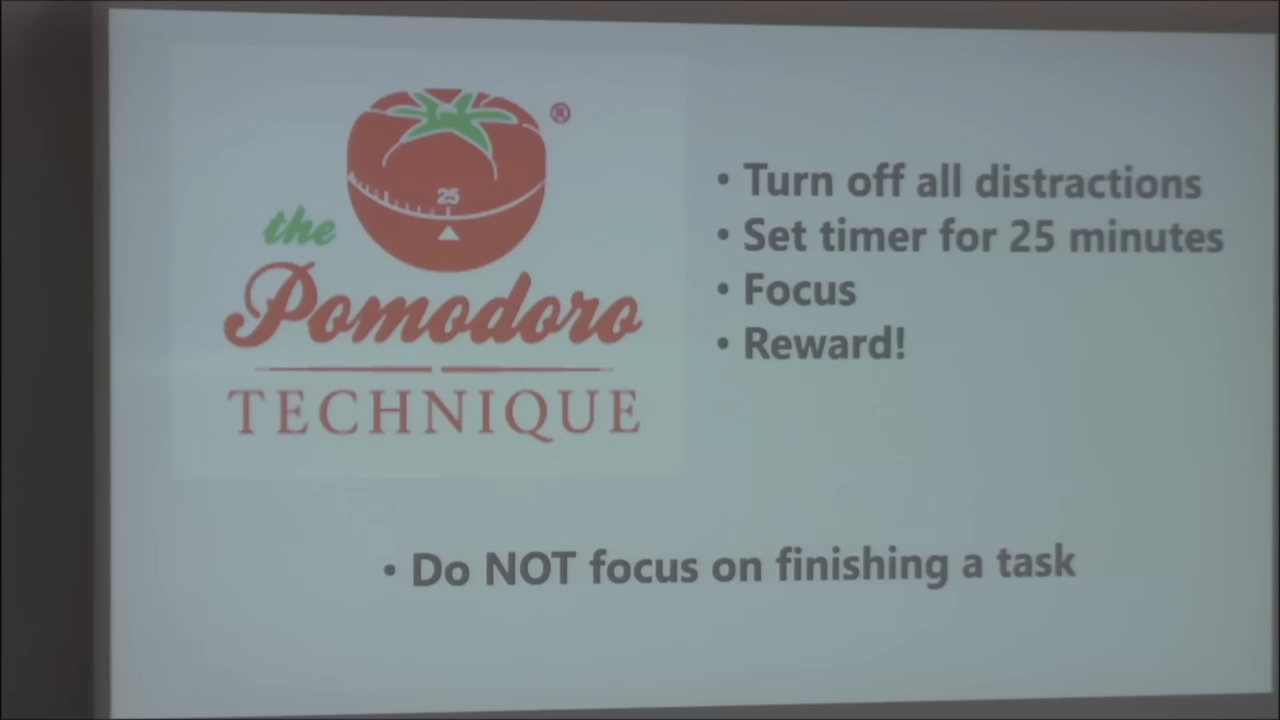 ®
25
the
Pomodoro
TECHNIQUE
• Turn off all distractions
• Set timer for 25 minutes
• Focus
• Reward!
• Do NOT focus on finishing a task